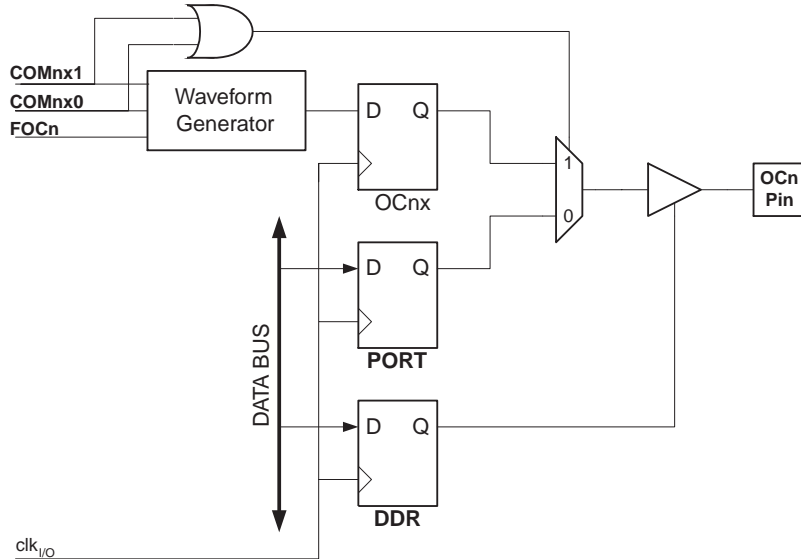 COMnx1
COMnx0
FOCn
Waveform
Generator
D Q
OCnx
1
0
OCn
Pin
D Q
PORT
DATA BUS
D Q
DDR
clkI/O